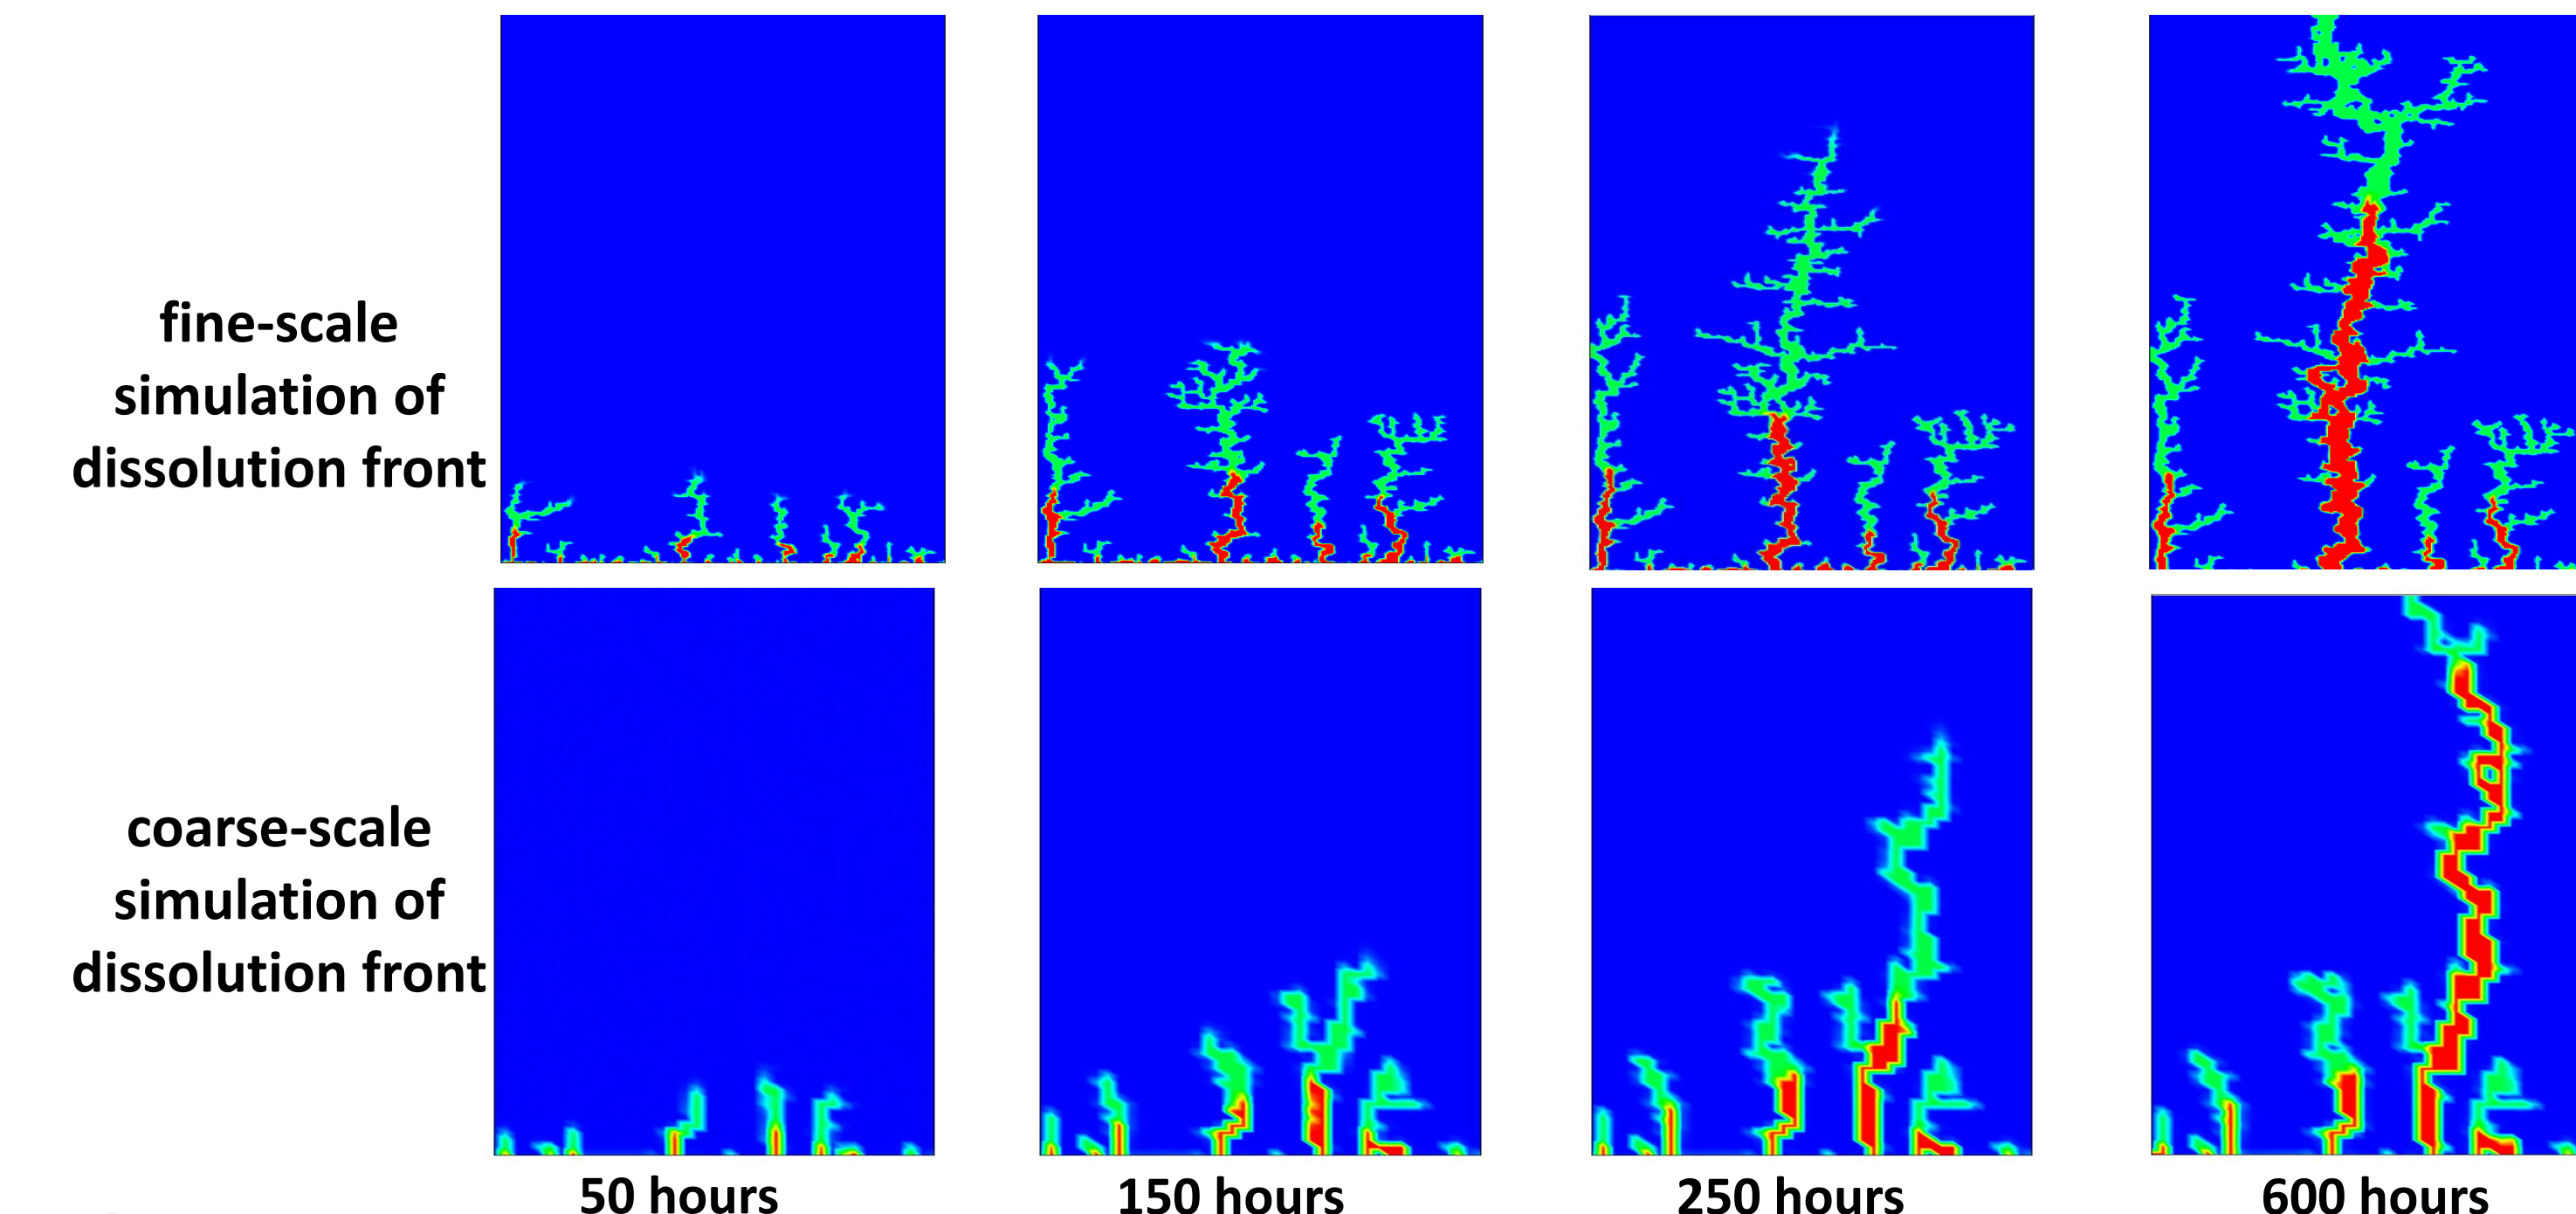 fine-scale
simulation of
dissolution front
coarse-scale
simulation of
dissolution front
50 hours
150 hours
250 hours
600 hours